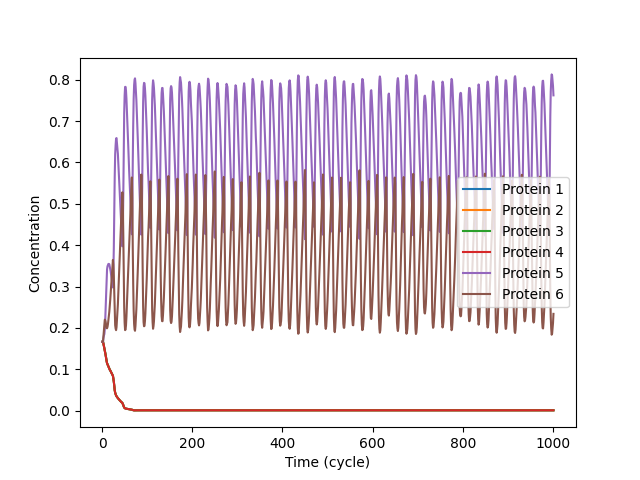 0.8
0.7
0.6
0.5
0.4
0.3
0.2
0.1
0.0
Concentration
Protein 1
Protein 2
Protein 3
Protein 4
Protein 5
Protein 6
0 200 400 600 800 1000
Time (cycle)